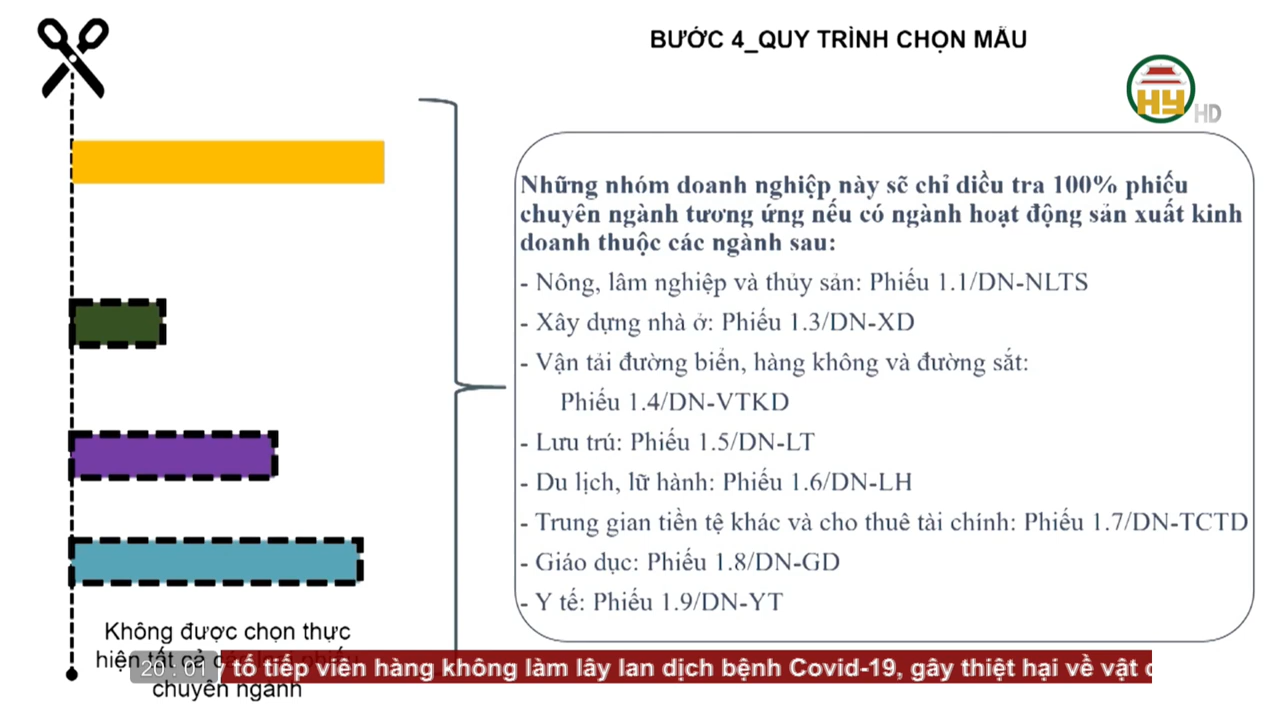 BƯỚC 4_QUY TRÌNH CHỌN MẪU
HY
HD
Những nhóm doanh nghiệp này sẽ chỉ điều tra 100% phiếu
chuyên ngành tương ứng nếu có ngành hoạt động sản xuất kinh
doanh thuộc các ngành sau:
- Nông, lâm nghiệp và thủy sản: Phiếu 1.1/DN-NLTS
- Xây dựng nhà ở: Phiếu 1.3/DN-XD
- Vận tải đường biển, hàng không và đường sắt:
Phiếu 1.4/DN-VTKD
- Lưu trú: Phiếu 1.5/DN-LT
- Du lịch, lữ hành: Phiếu 1.6/DN-LH
- Trung gian tiền tệ khác và cho thuê tài chính: Phiếu 1.7/DN-TCTD
- Giáo dục: Phiếu 1.8/DN-GD
- Y tế: Phiếu 1.9/DN-YT
Không được chọn thực
hiện tất cả
chuyên ngành
20 : 01
tố tiếp viên hàng không làm lây lan dịch bệnh Covid-19, gây thiệt hại về vật